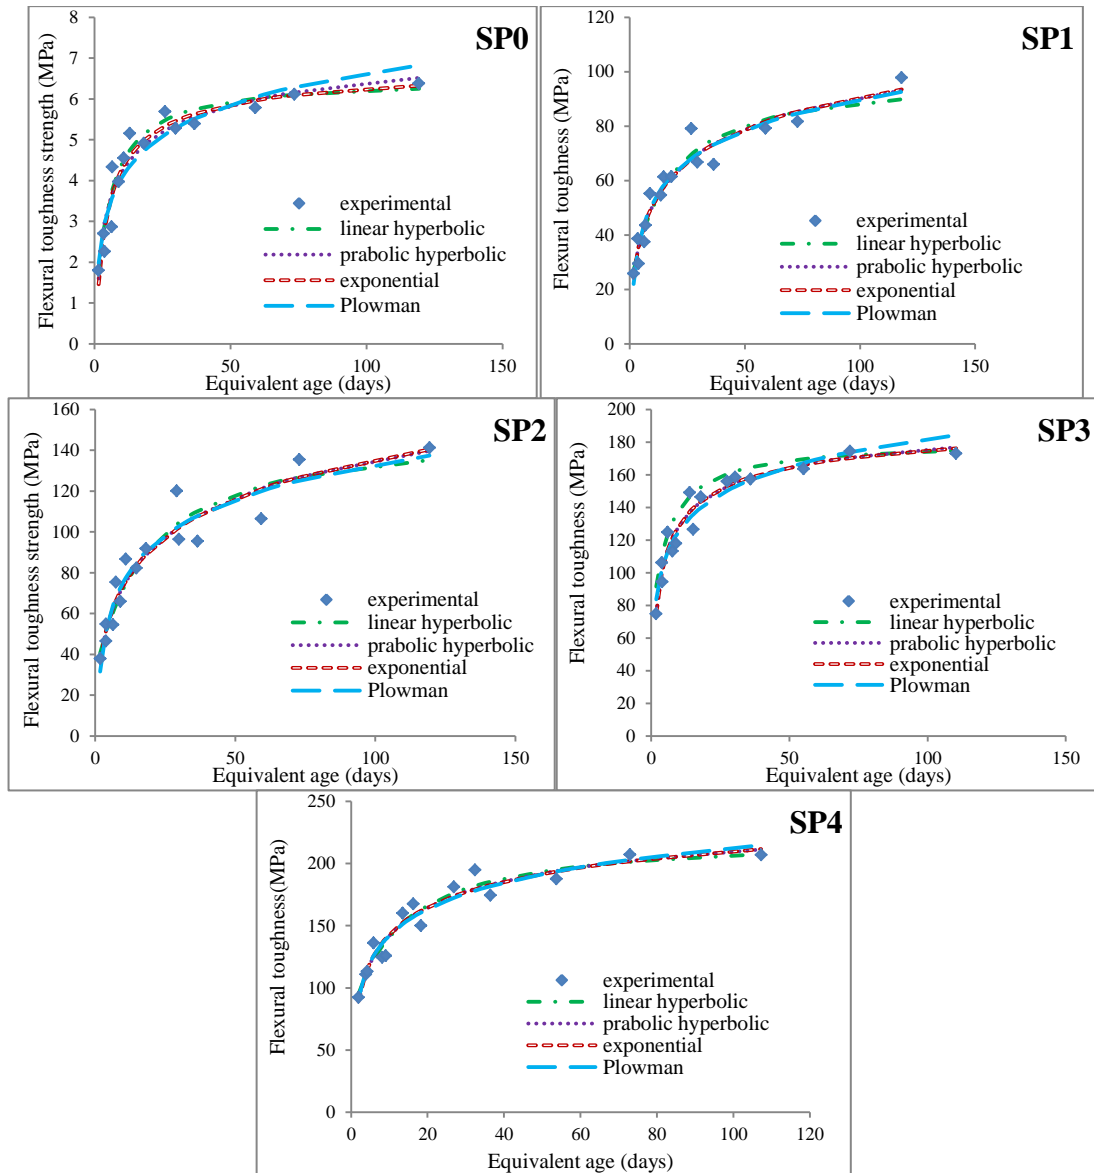 SP0
Flexural toughness strength (MPa)
8
7
6
5
4
3
2
1
0
experimental
linear hyperbolic
prabolic hyperbolic
exponential
Plowman
0 50 100 150
Equivalent age (days)
SP1
Flexural toughness (MPa)
120
100
80
60
40
20
0
experimental
linear hyperbolic
prabolic hyperbolic
exponential
Plowman
0 50 100 150
Equivalent age (days)
SP2
Flexural toughness strength (MPa)
160
140
120
100
80
60
40
20
0
experimental
linear hyperbolic
prabolic hyperbolic
exponential
Plowman
0 50 100 150
Equivalent age (days)
SP3
Flexural toughness (MPa)
200
180
160
140
120
100
80
60
40
20
0
experimental
linear hyperbolic
prabolic hyperbolic
exponential
Plowman
0 50 100 150
Equivalent age (days)
SP4
Flexural toughness(MPa)
250
200
150
100
50
0
experimental
linear hyperbolic
prabolic hyperbolic
exponential
Plowman
0 20 40 60 80 100 120
Equivalent age (days)